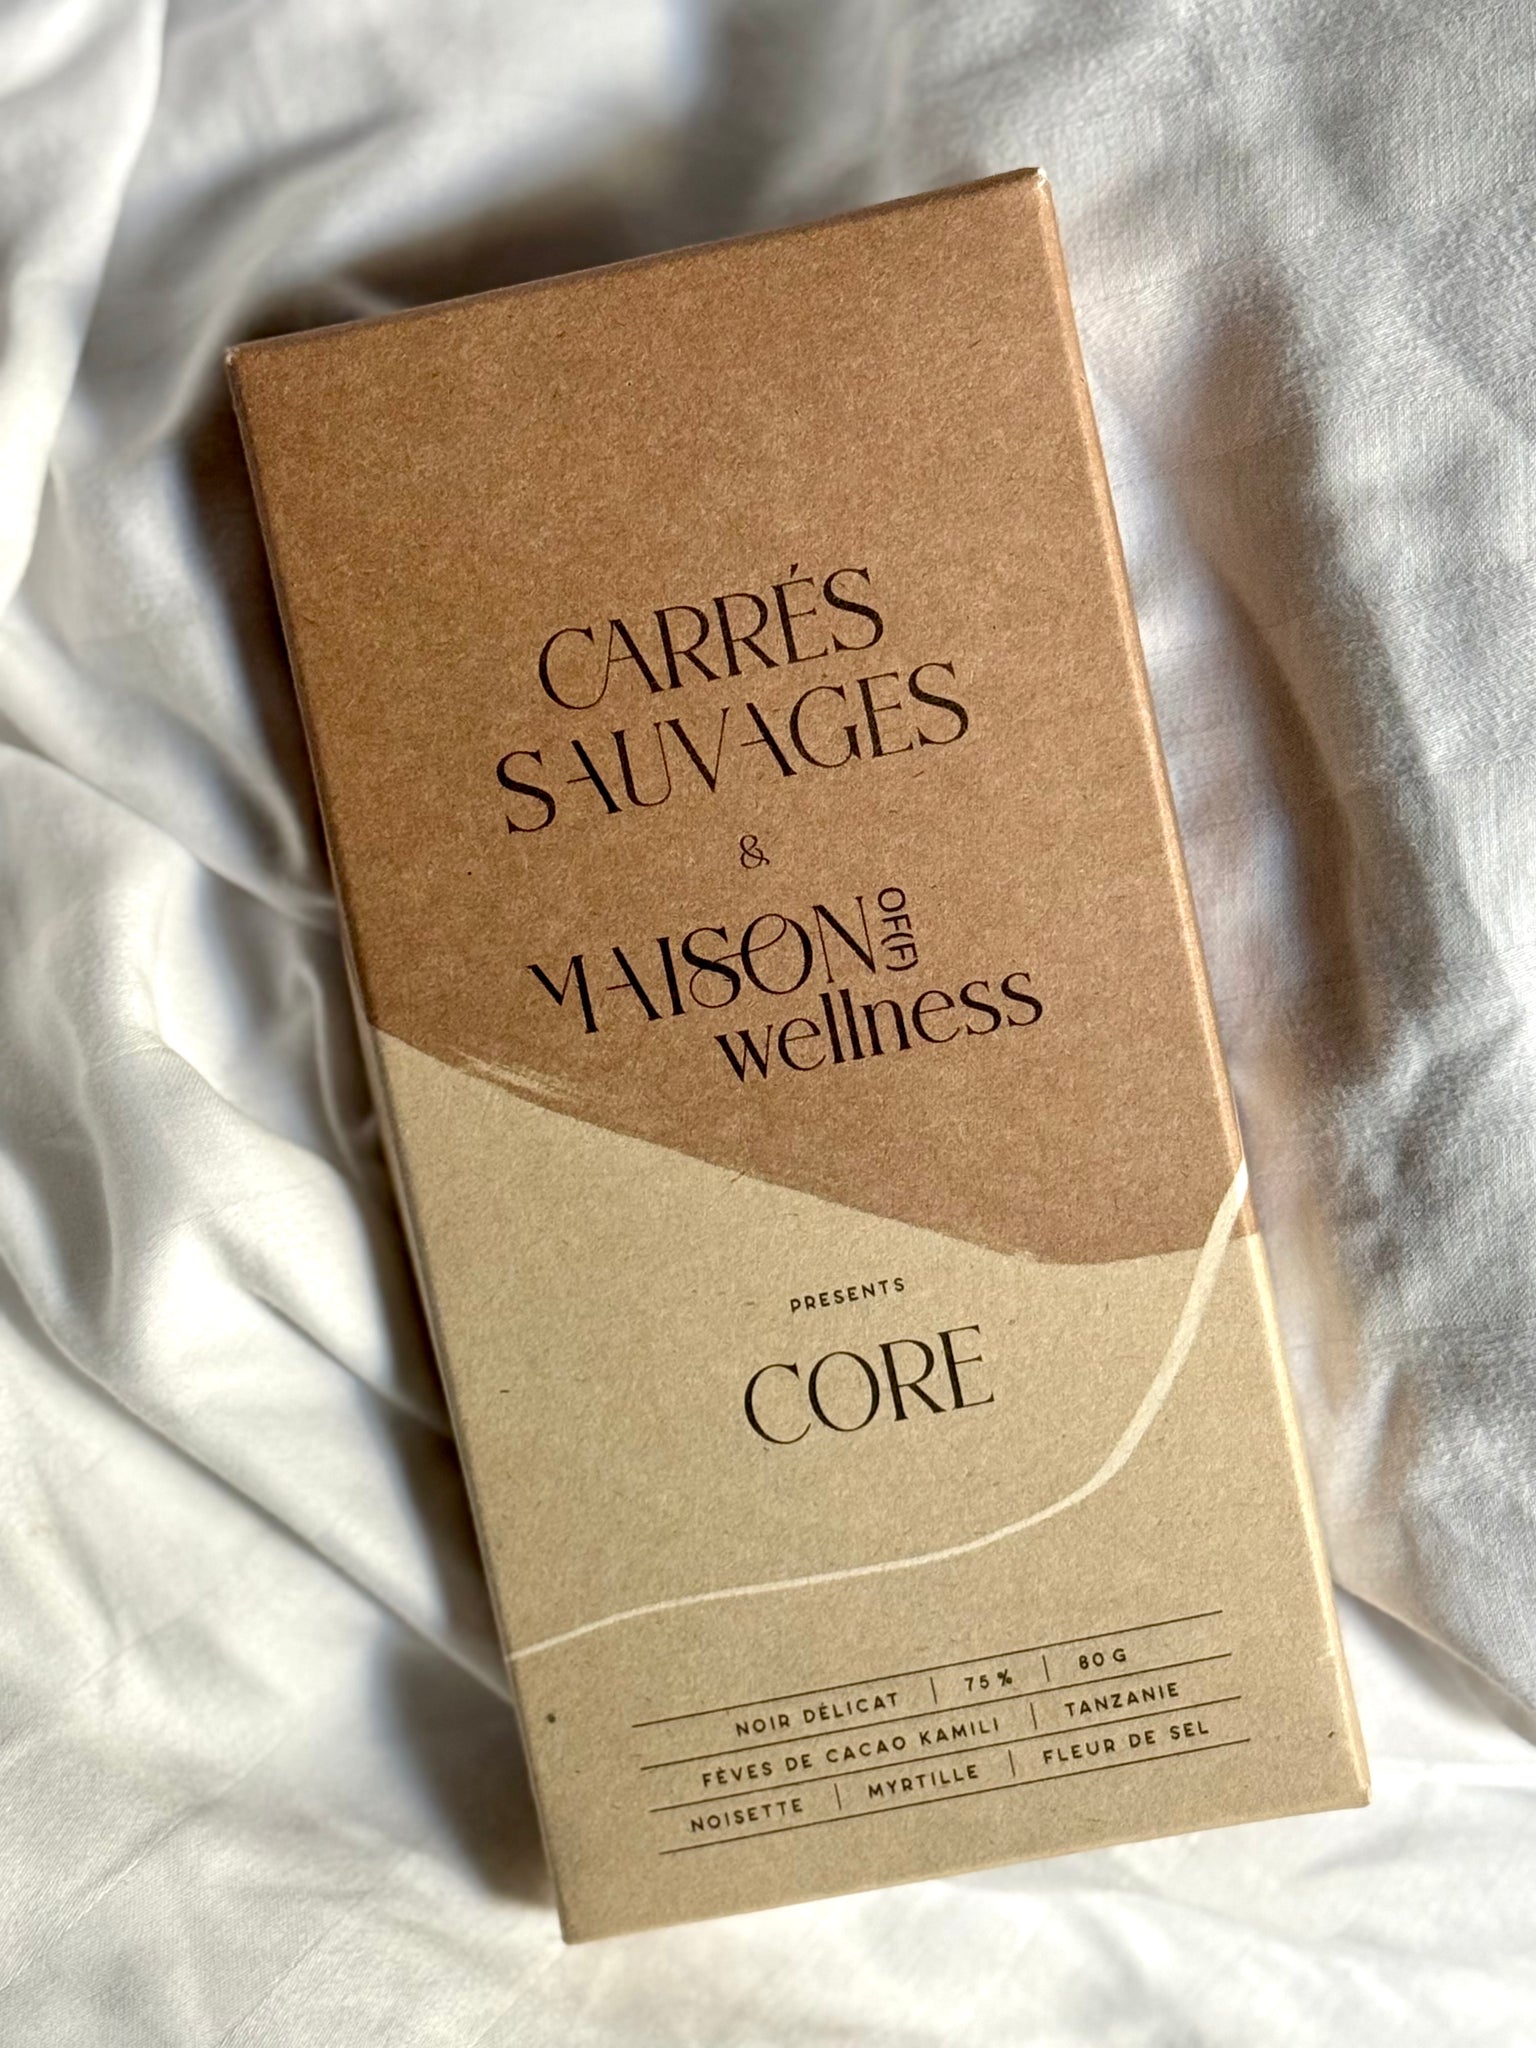 CARRÉS
SAUVAGES
&
MAISON OF(F)
wellness
PRESENTS
CORE
NOIR DÉLICAT | 75% | 80 G
FÈVES DE CACAO KAMILI | TANZANIE
NOISETTE | MYRTILLE | FLEUR DE SEL